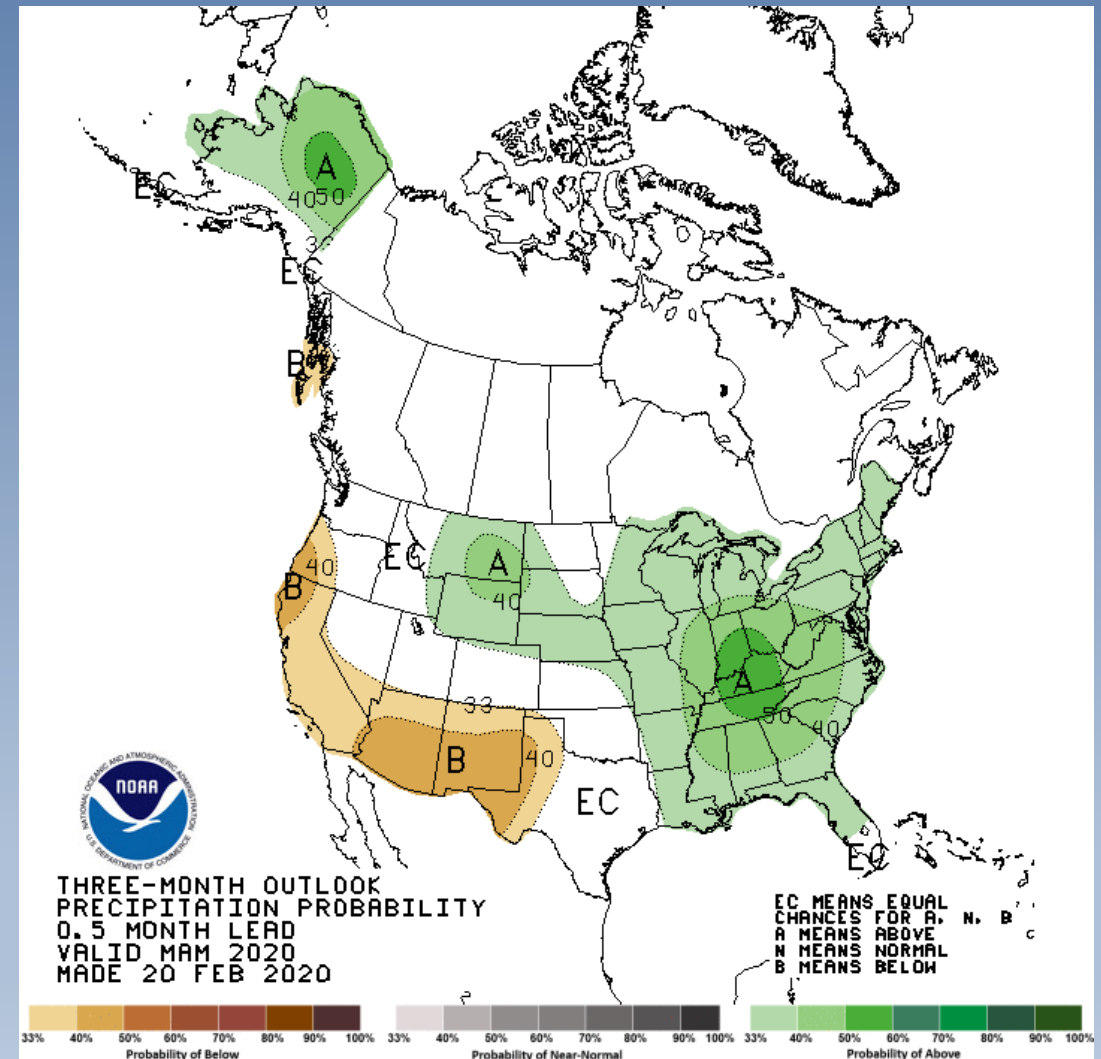 A
EC
4050
33
EC
B
EC
A
40
B
40
A
33
50
40
B
40
EC
EC
NATIONAL OCEANIC AND ATMOSPHERIC ADMINISTRATION
NOAA
U.S. DEPARTMENT OF COMMERCE
THREE-MONTH OUTLOOK
PRECIPITATION PROBABILITY
0.5 MONTH LEAD
VALID MAM 2020
MADE 20 FEB 2020
EC MEANS EQUAL
CHANCES FOR A, N, B
A MEANS ABOVE
N MEANS NORMAL
B MEANS BELOW
33% 40% 50% 60% 70% 80% 90% 100%
Probability of Below
33% 40% 50% 60% 70% 80% 90% 100%
Probability of Near-Normal
33% 40% 50% 60% 70% 80% 90% 100%
Probability of Above